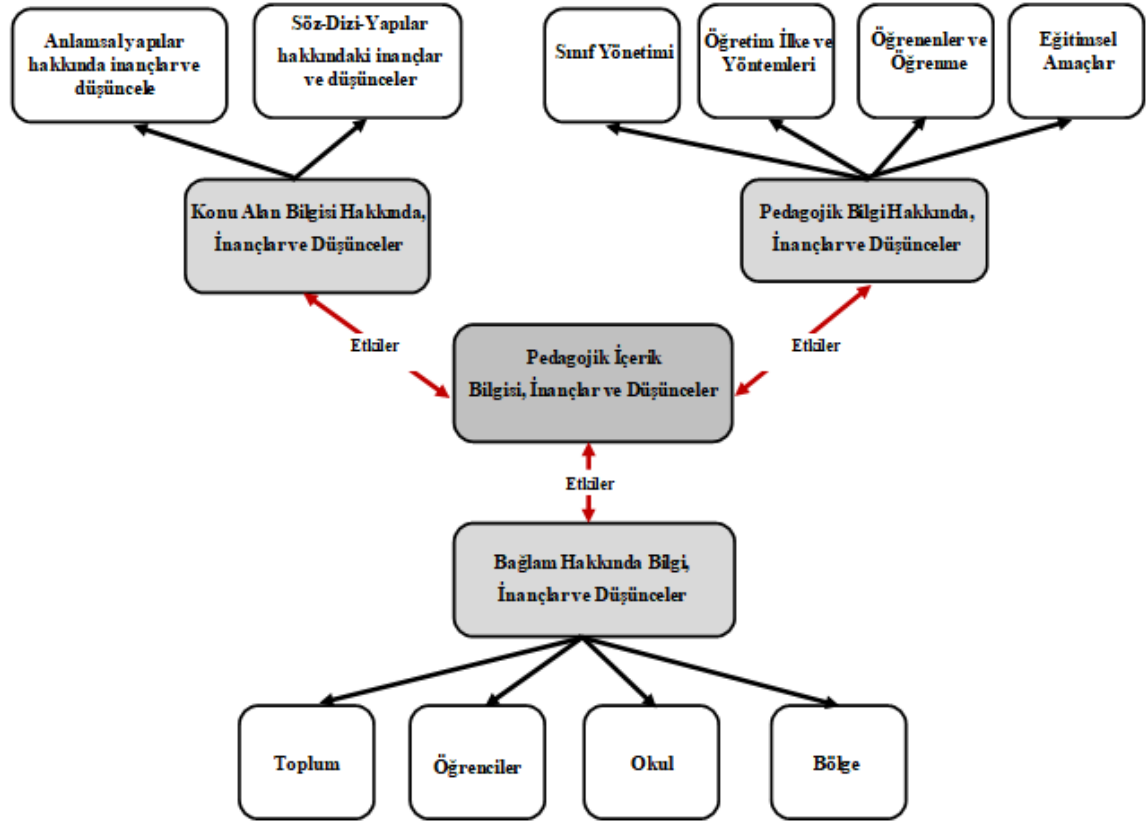 Anlamsal yapılar
hakkında inançlar ve
düşüncele
Söz-Dizi-Yapılar
hakkındaki inançlar
ve düşünceler
Sınıf Yönetimi
Öğretim İlke ve
Yöntemleri
Öğrenenler ve
Öğrenme
Eğitimsel
Amaçlar
Konu Alan Bilgisi Hakkında,
İnançlar ve Düşünceler
Pedagojik Bilgi Hakkında,
İnançlar ve Düşünceler
Etkiler
Etkiler
Pedagojik İçerik
Bilgisi, İnançlar ve Düşünceler
Etkiler
Bağlam Hakkında Bilgi,
İnançlar ve Düşünceler
Toplum
Öğrenciler
Okul
Bölge